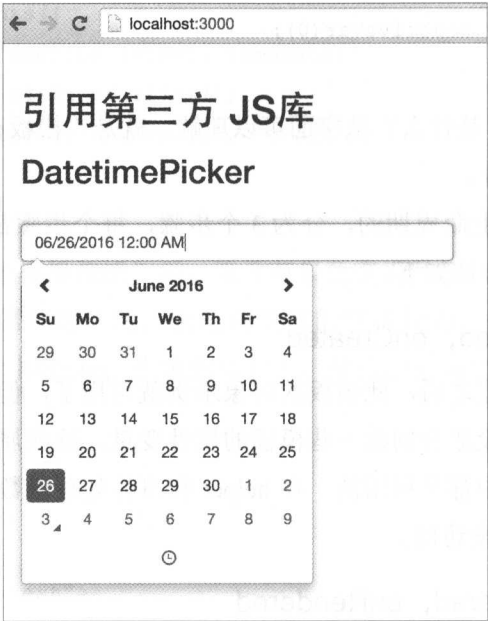 localhost:3000
引用第三方 JS库
DatetimePicker
06/26/2016 12:00 AM
June 2016
Su Mo Tu We Th Fr Sa
29 30 31 1 2 3 4
5 6 7 8 9 10 11
12 13 14 15 16 17 18
19 20 21 22 23 24 25
26 27 28 29 30 1 2
3 4 5 6 7 8 9